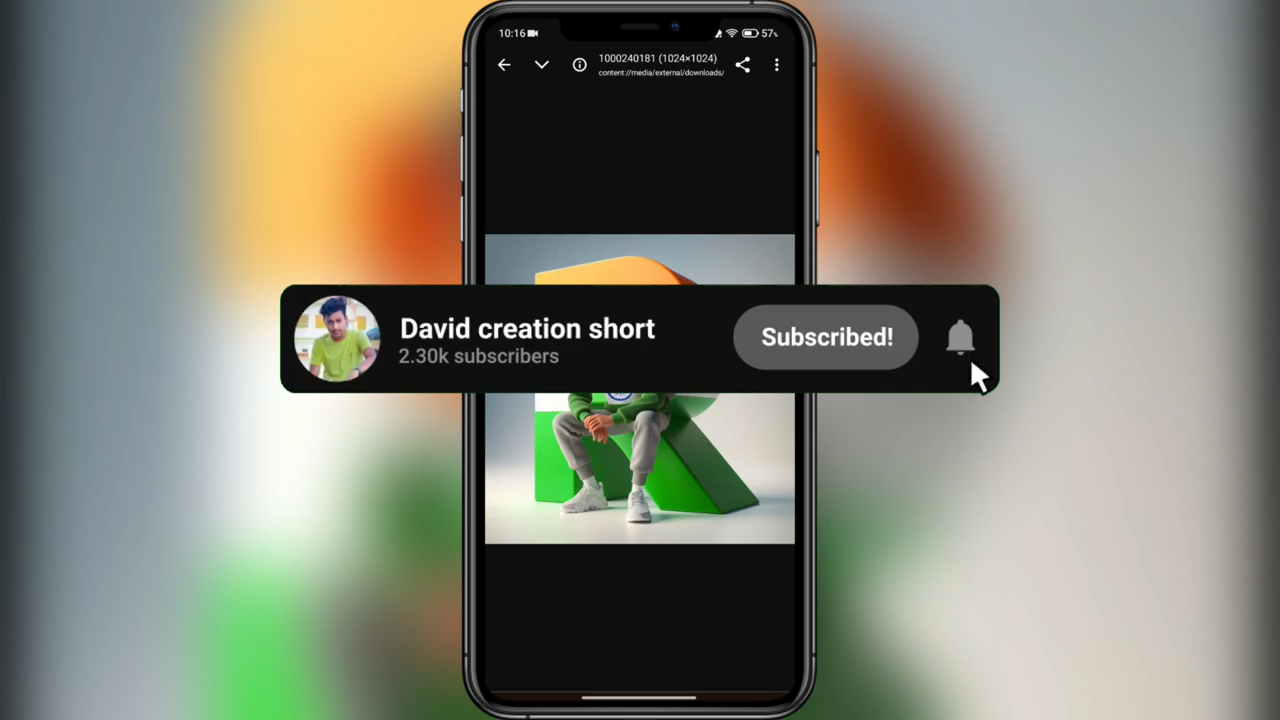 10:16 57%
1000240181 (1024×1024)
content://media/external/downloads/
David creation short
2.30k subscribers
Subscribed!